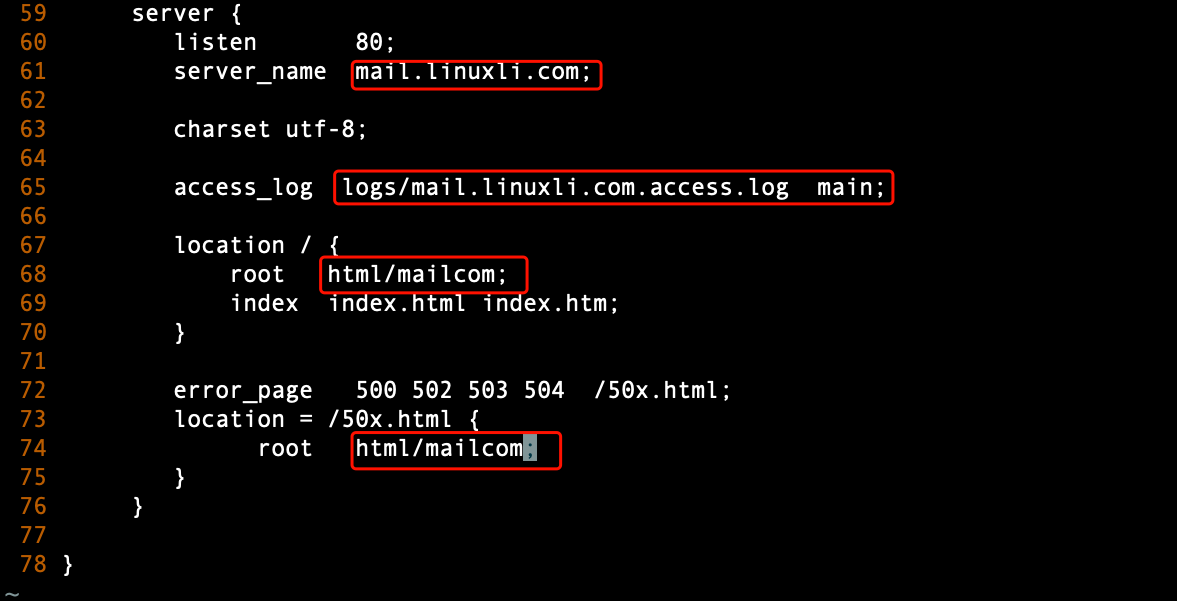 59 server {
60 listen 80;
61 server_name mail.linuxli.com;
62
63 charset utf-8;
64
65 access_log logs/mail.linuxli.com.access.log main;
66
67 location / {
68 root html/mailcom;
69 index index.html index.htm;
70 }
71
72 error_page 500 502 503 504 /50x.html;
73 location = /50x.html {
74 root html/mailcom;
75 }
76 }
77
78 }
~